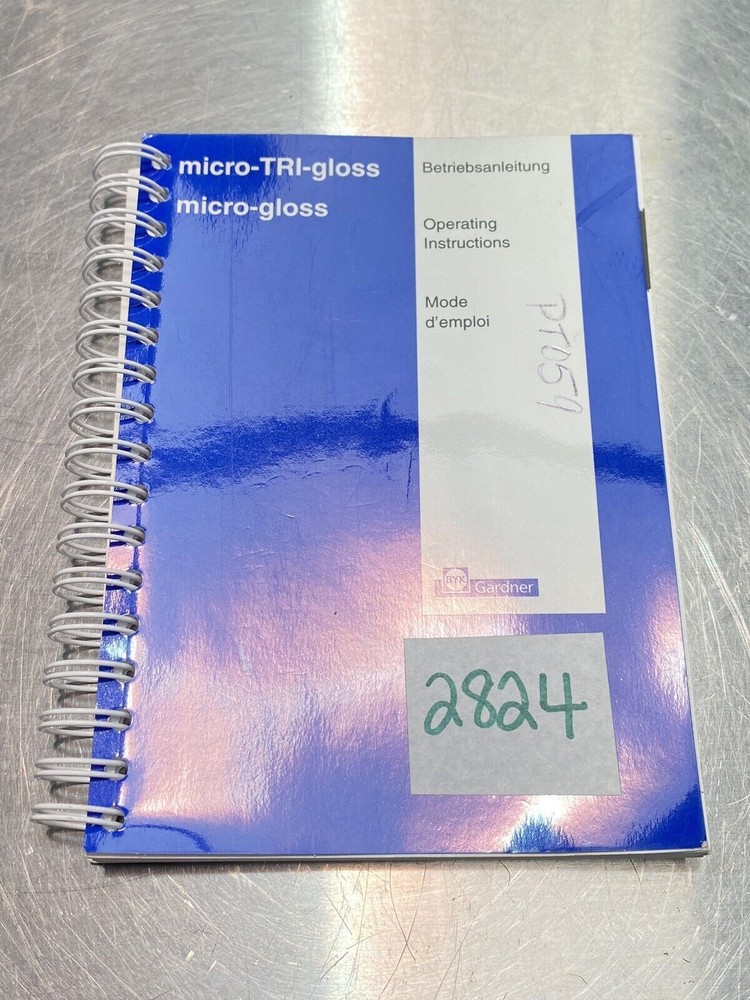 micro-TRI-gloss
micro-gloss
Betriebsanleitung
Operating
Instructions
Mode
d'emploi
PT059
BYK
Gardner
2824